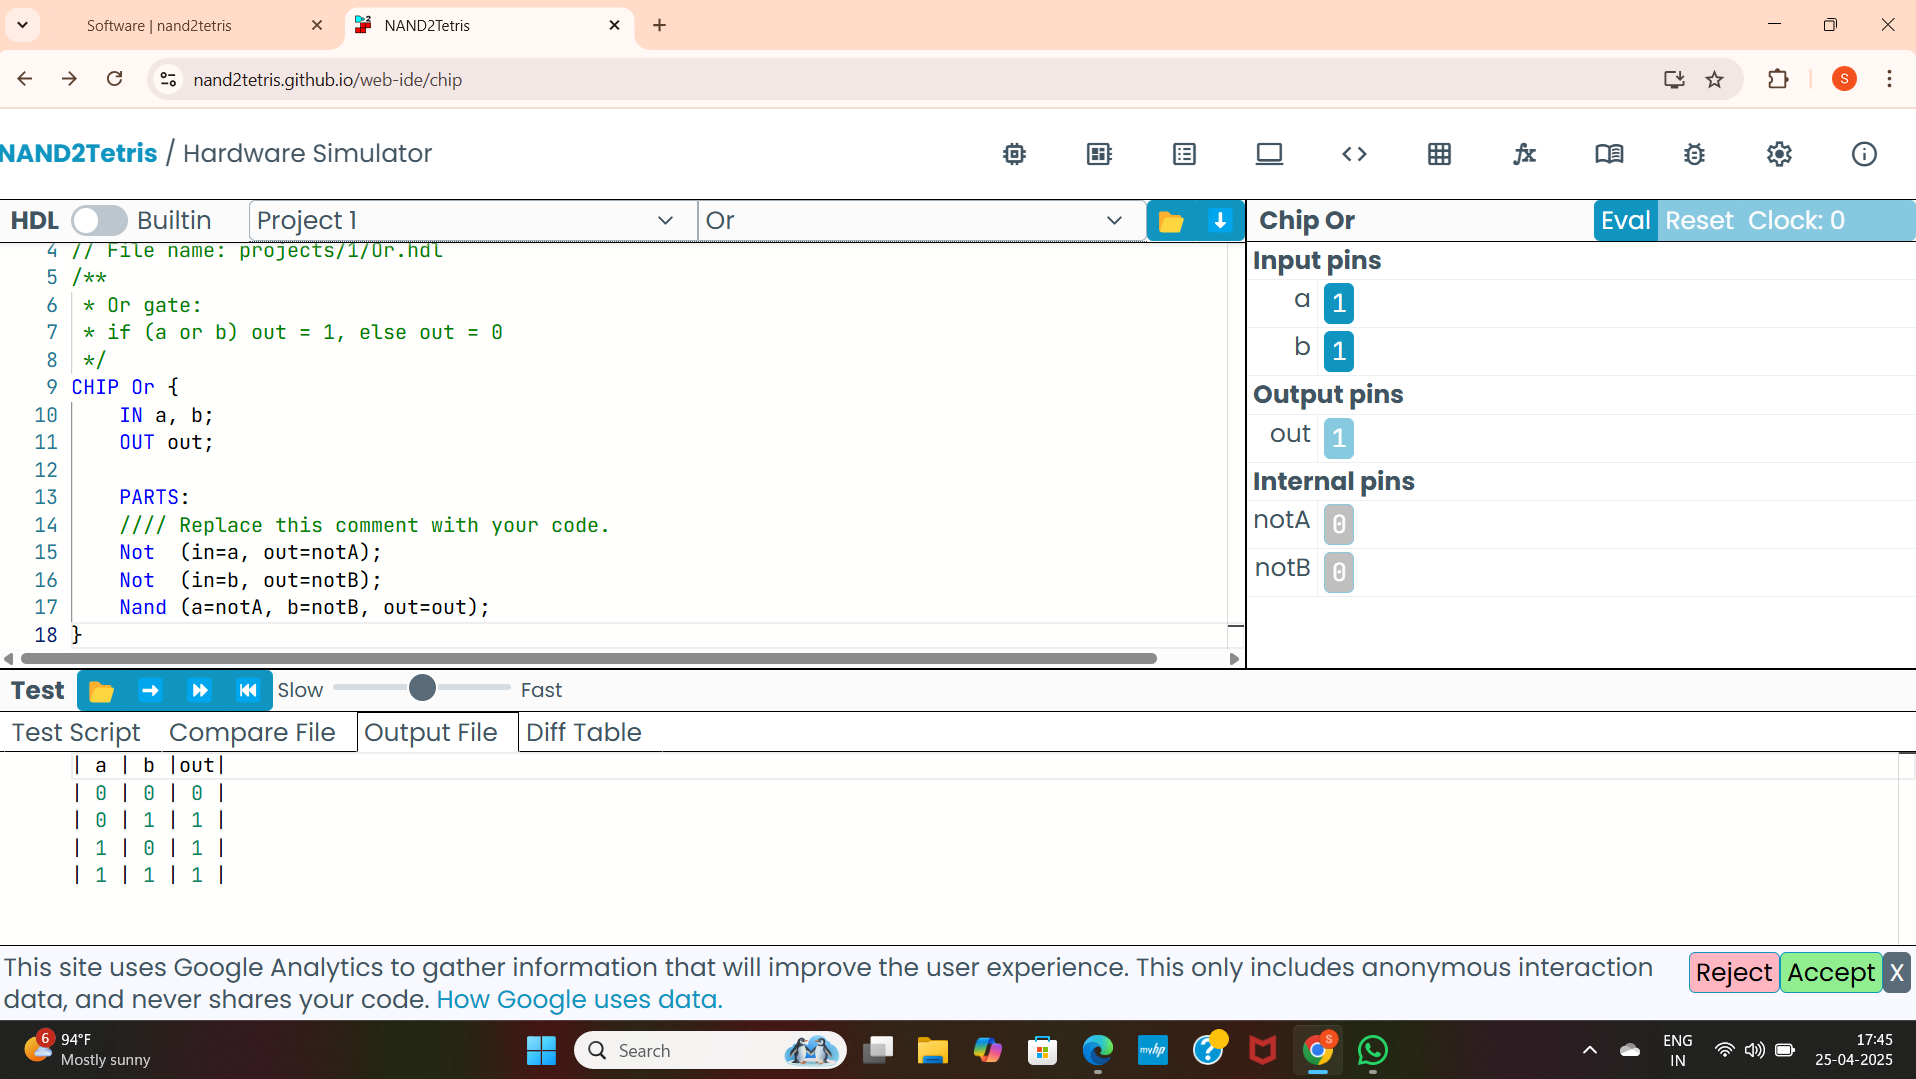 Software | nand2tetris
NAND2Tetris
nand2tetris.github.io/web-ide/chip
S
NAND2Tetris / Hardware Simulator
HDL Builtin Project 1 Or
Chip Or Eval Reset Clock: 0
4 // File name: projects/1/Or.hdl
5 /**
6 * Or gate:
7 * if (a or b) out = 1, else out = 0
8 */
9 CHIP Or {
10 IN a, b;
11 OUT out;
12
13 PARTS:
14 //// Replace this comment with your code.
15 Not (in=a, out=notA);
16 Not (in=b, out=notB);
17 Nand (a=notA, b=notB, out=out);
18 }
Input pins
a 1
b 1
Output pins
out 1
Internal pins
notA 0
notB 0
Test Slow Fast
Test Script Compare File Output File Diff Table
| a | b |out|
| 0 | 0 | 0 |
| 0 | 1 | 1 |
| 1 | 0 | 1 |
| 1 | 1 | 1 |
This site uses Google Analytics to gather information that will improve the user experience. This only includes anonymous interaction
data, and never shares your code. How Google uses data.
Reject Accept X
6
94°F
Mostly sunny
Search
myhp
S
ENG
IN
17:45
25-04-2025